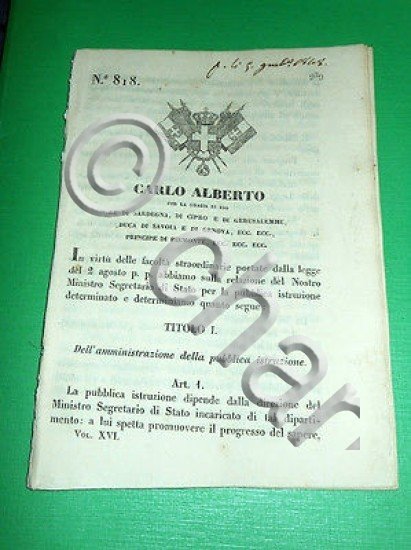 N.° 818.
989
CARLO ALBERTO
PER LA GRAZIA DI DIO
RE DI SARDEGNA, DI CIPRO E DI GERUSALEMME,
DUCA DI SAVOIA E DI GENOVA, ECC. ECC.,
PRINCIPE DI PIEMONTE, ECC. ECC. ECC.
In virtù delle facoltà straordinarie portate dalla legge
del 2 agosto p. p. abbiamo sulla relazione del Nostro
Ministro Segretario di Stato per la pubblica istruzione
determinato e determiniamo quanto segue:
TITOLO I.
Dell'amministrazione della pubblica istruzione.
Art. 1.
La pubblica istruzione dipende dalla direzione del
Ministro Segretario di Stato incaricato di tal diparti-
mento: a lui spetta promuovere il progresso del sapere,
Vol. XVI.
©